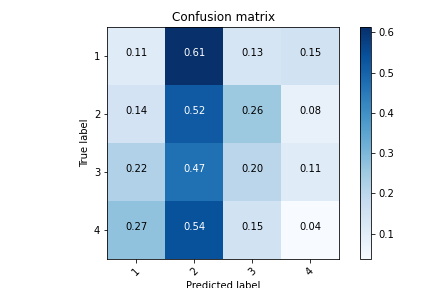 Confusion matrix
0.6
1 0.11 0.61 0.13 0.15
0.5
2 0.14 0.52 0.26 0.08
0.4
True label
0.3
3 0.22 0.47 0.20 0.11
0.2
4 0.27 0.54 0.15 0.04
0.1
1 2 3 4
Predicted label